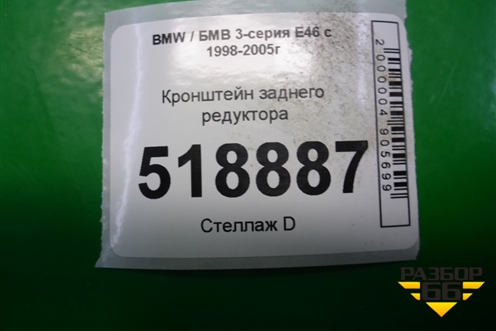 BMW / БМВ 3-серия E46 с
1998-2005г
Кронштейн заднего
редуктора
518887
Стеллаж D
2000004905699
РАЗБОР
66